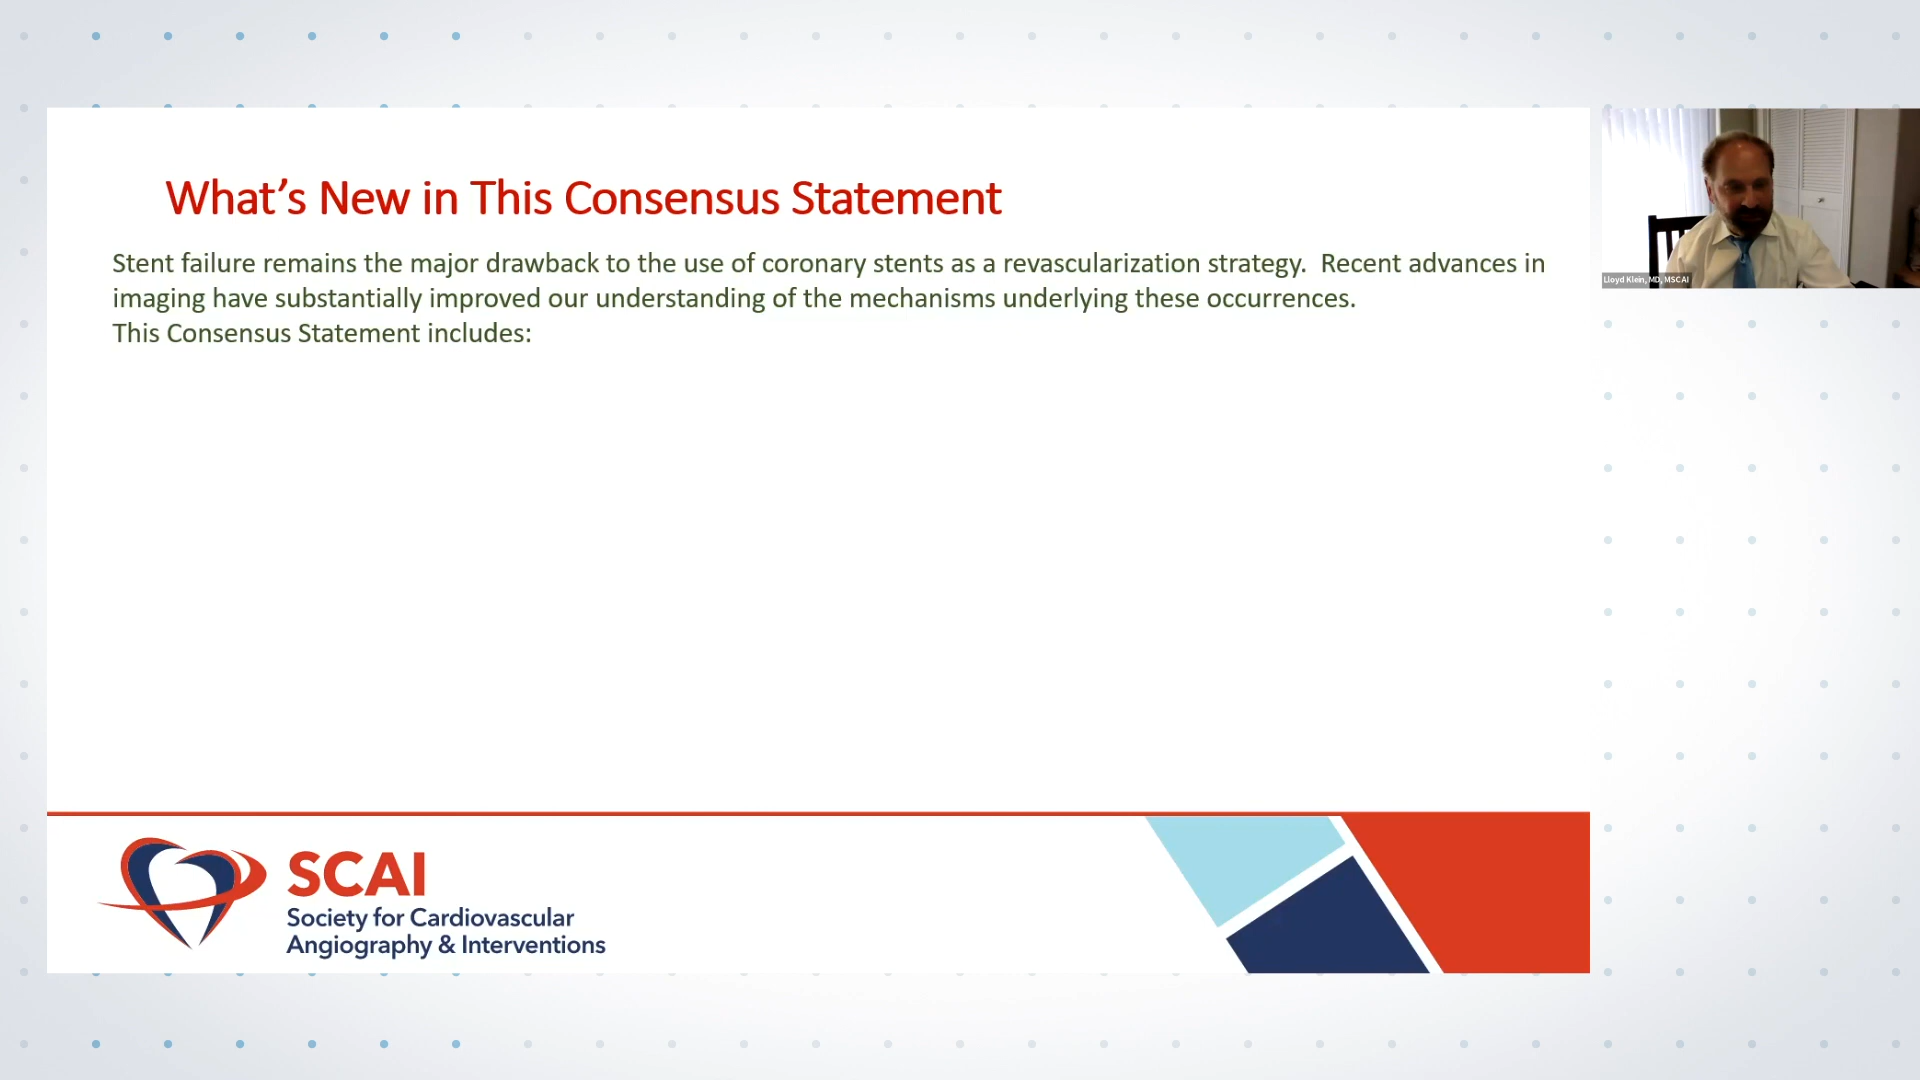 What's New in This Consensus Statement
Stent failure remains the major drawback to the use of coronary stents as a revascularization strategy.  Recent advances in
imaging have substantially improved our understanding of the mechanisms underlying these occurrences.
This Consensus Statement includes:
Lloyd Klein, MD, MSCAI
SCAI
Society for Cardiovascular
Angiography & Interventions